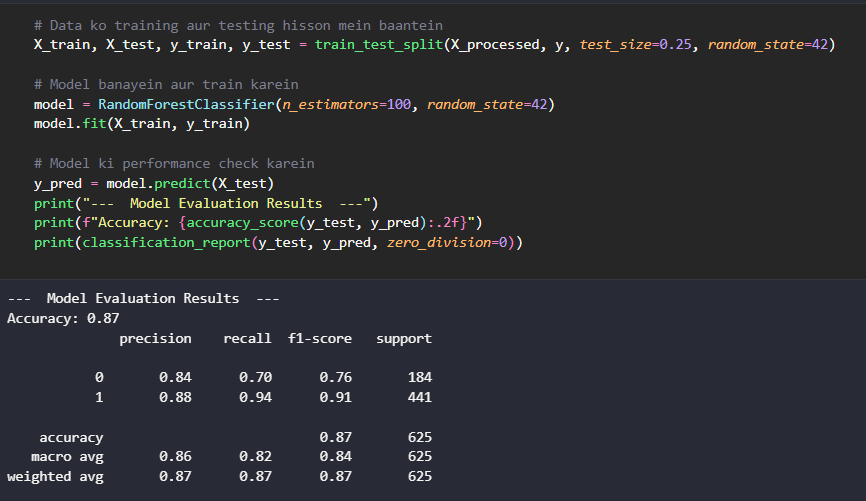 # Data ko training aur testing hisson mein baantein
X_train, X_test, y_train, y_test = train_test_split(X_processed, y, test_size=0.25, random_state=42)
# Model banayein aur train karein
model = RandomForestClassifier(n_estimators=100, random_state=42)
model.fit(X_train, y_train)
# Model ki performance check karein
y_pred = model.predict(X_test)
print("---  Model Evaluation Results  ---")
print(f"Accuracy: {accuracy_score(y_test, y_pred):.2f}")
print(classification_report(y_test, y_pred, zero_division=0))
---  Model Evaluation Results  ---
Accuracy: 0.87
              precision    recall  f1-score   support
           0       0.84      0.70      0.76       184
           1       0.88      0.94      0.91       441
    accuracy                           0.87       625
   macro avg       0.86      0.82      0.84       625
weighted avg       0.87      0.87      0.87       625